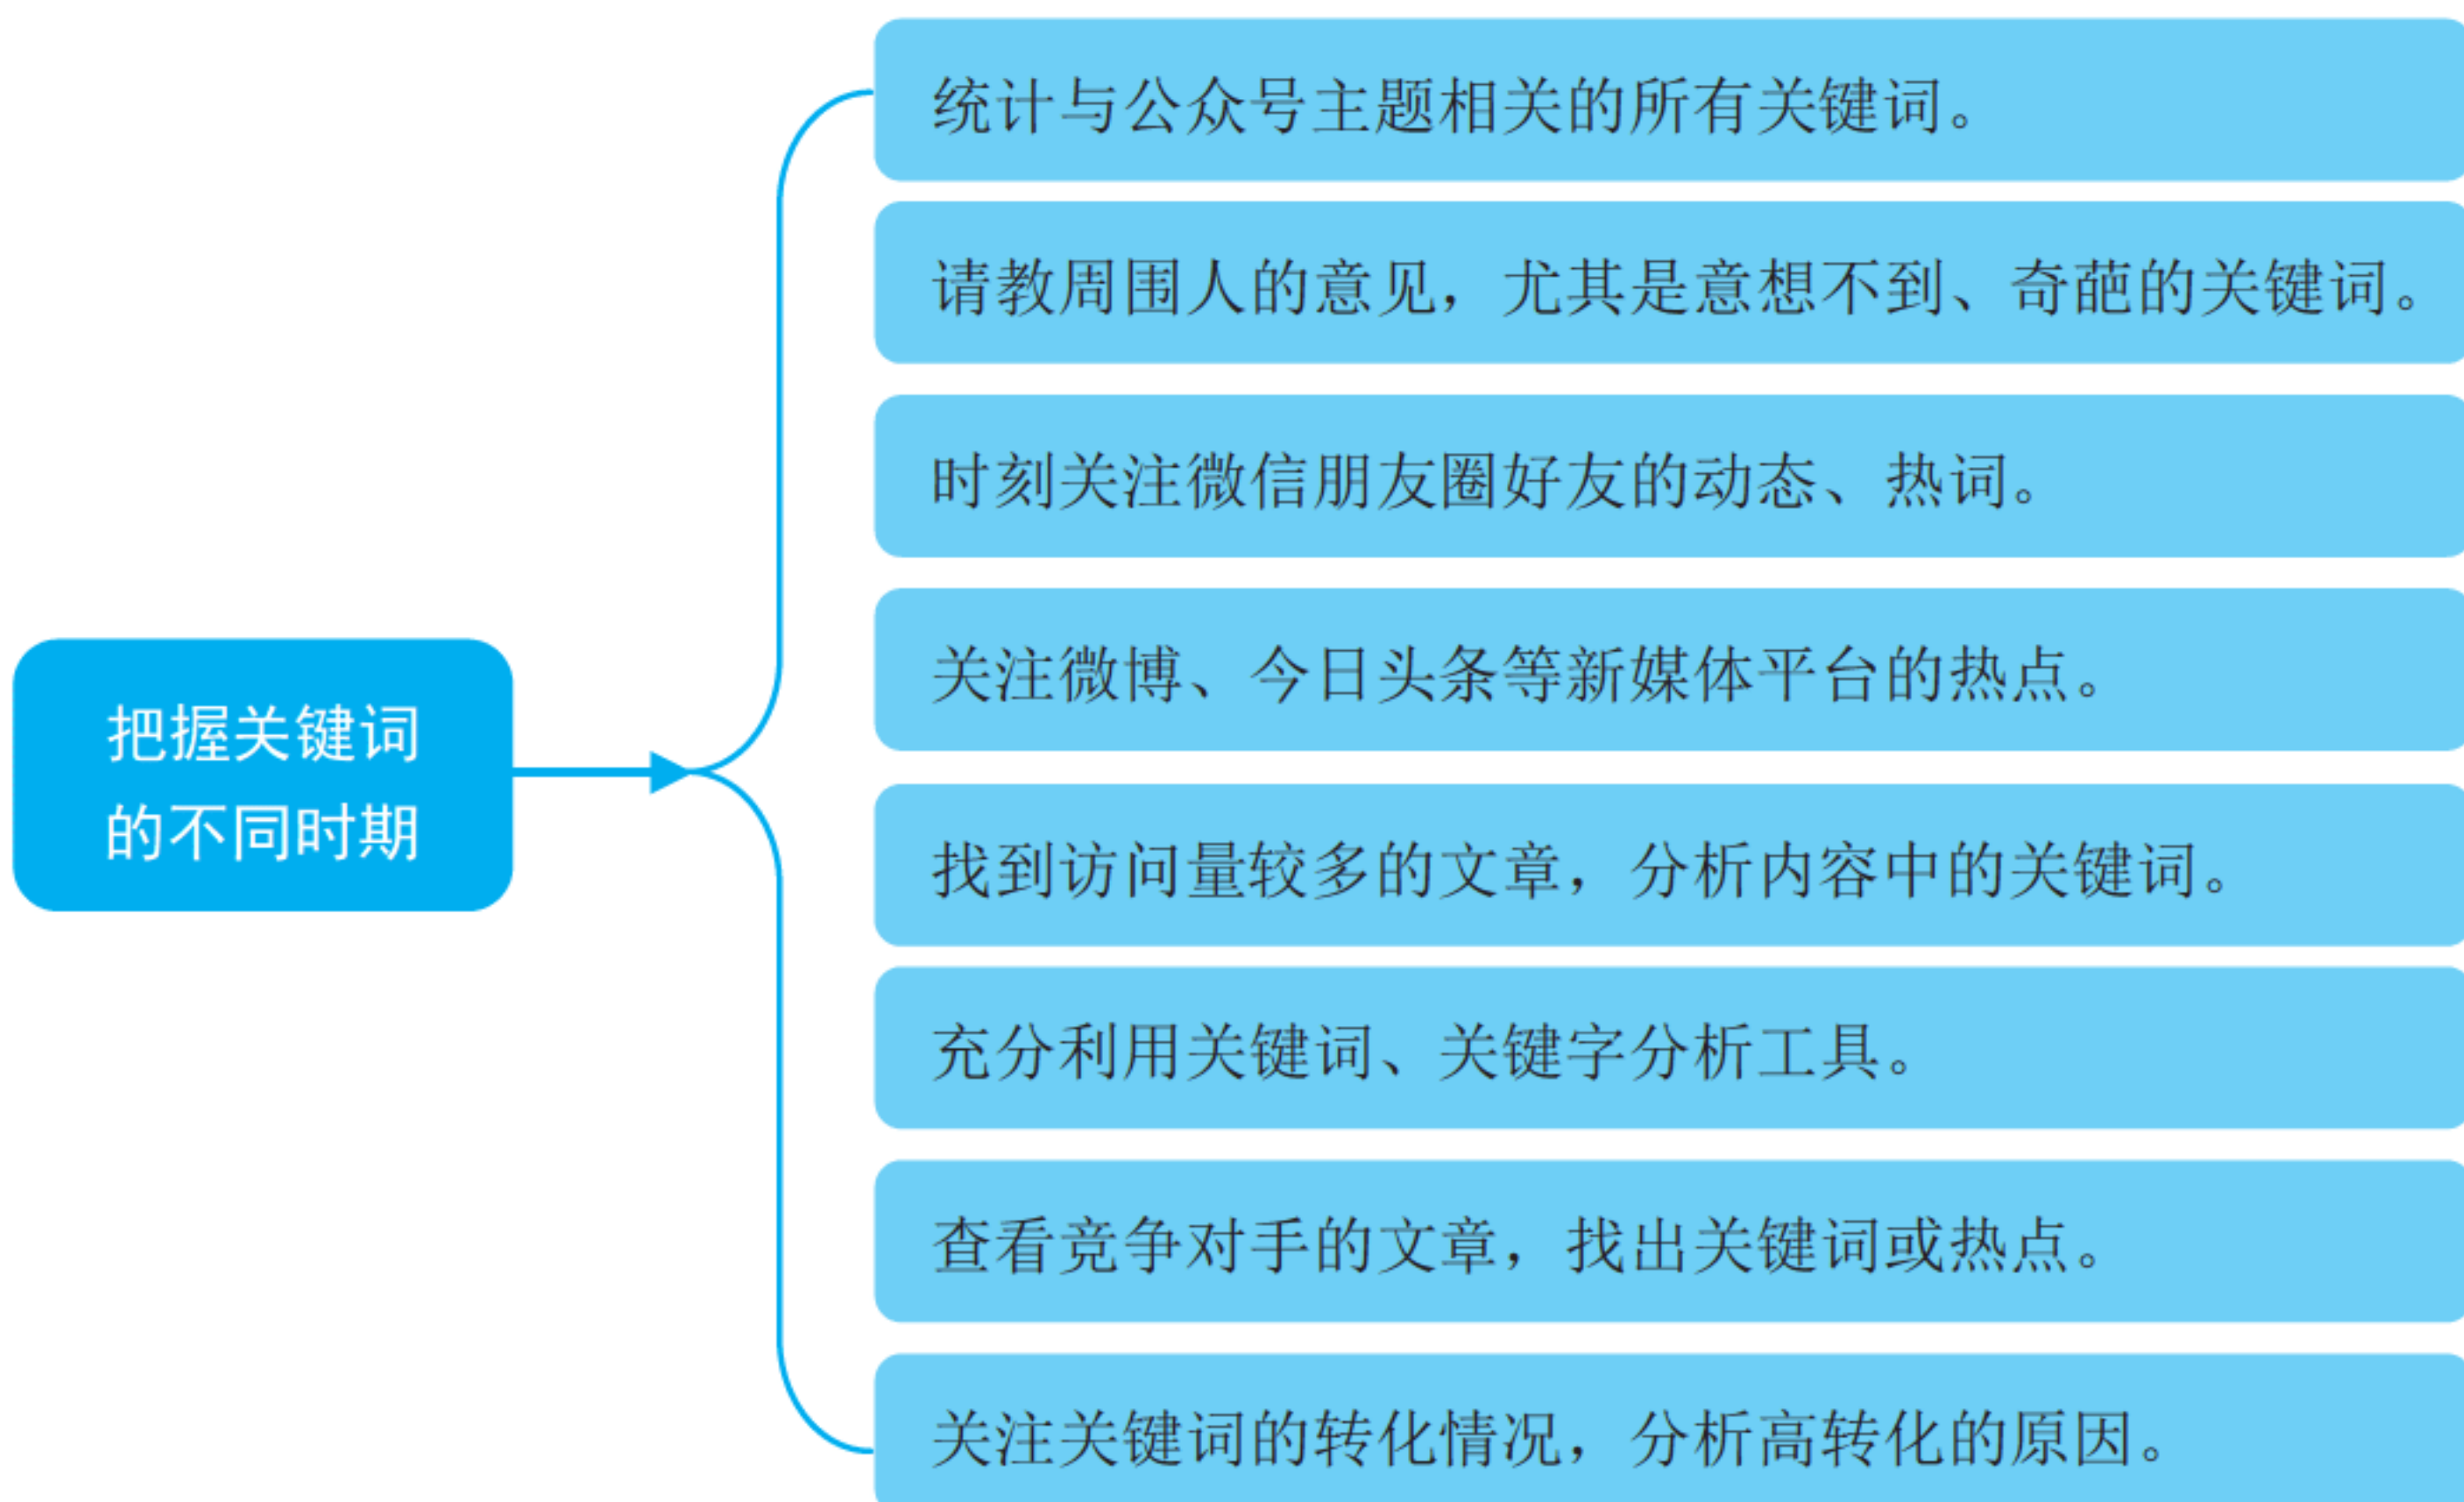 把握关键词
的不同时期
统计与公众号主题相关的所有关键词。
请教周围人的意见，尤其是意想不到、奇葩的关键词。
时刻关注微信朋友圈好友的动态、热词。
关注微博、今日头条等新媒体平台的热点。
找到访问量较多的文章，分析内容中的关键词。
充分利用关键词、关键字分析工具。
查看竞争对手的文章，找出关键词或热点。
关注关键词的转化情况，分析高转化的原因。